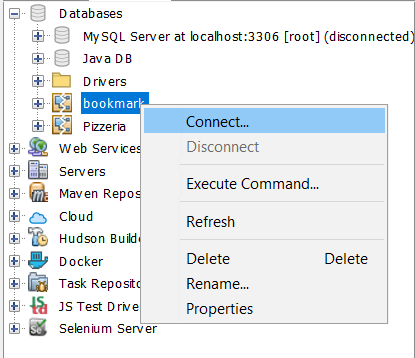 Databases
MySQL Server at localhost:3306 [root] (disconnected)
Java DB
Drivers
bookmark
Connect...
Pizzeria
Disconnect
Web Services
Servers
Execute Command...
Maven Repos
Cloud
Refresh
Hudson Builde
Docker
Delete Delete
Task Reposito
Rename...
JS Test Drive
Properties
Selenium Server